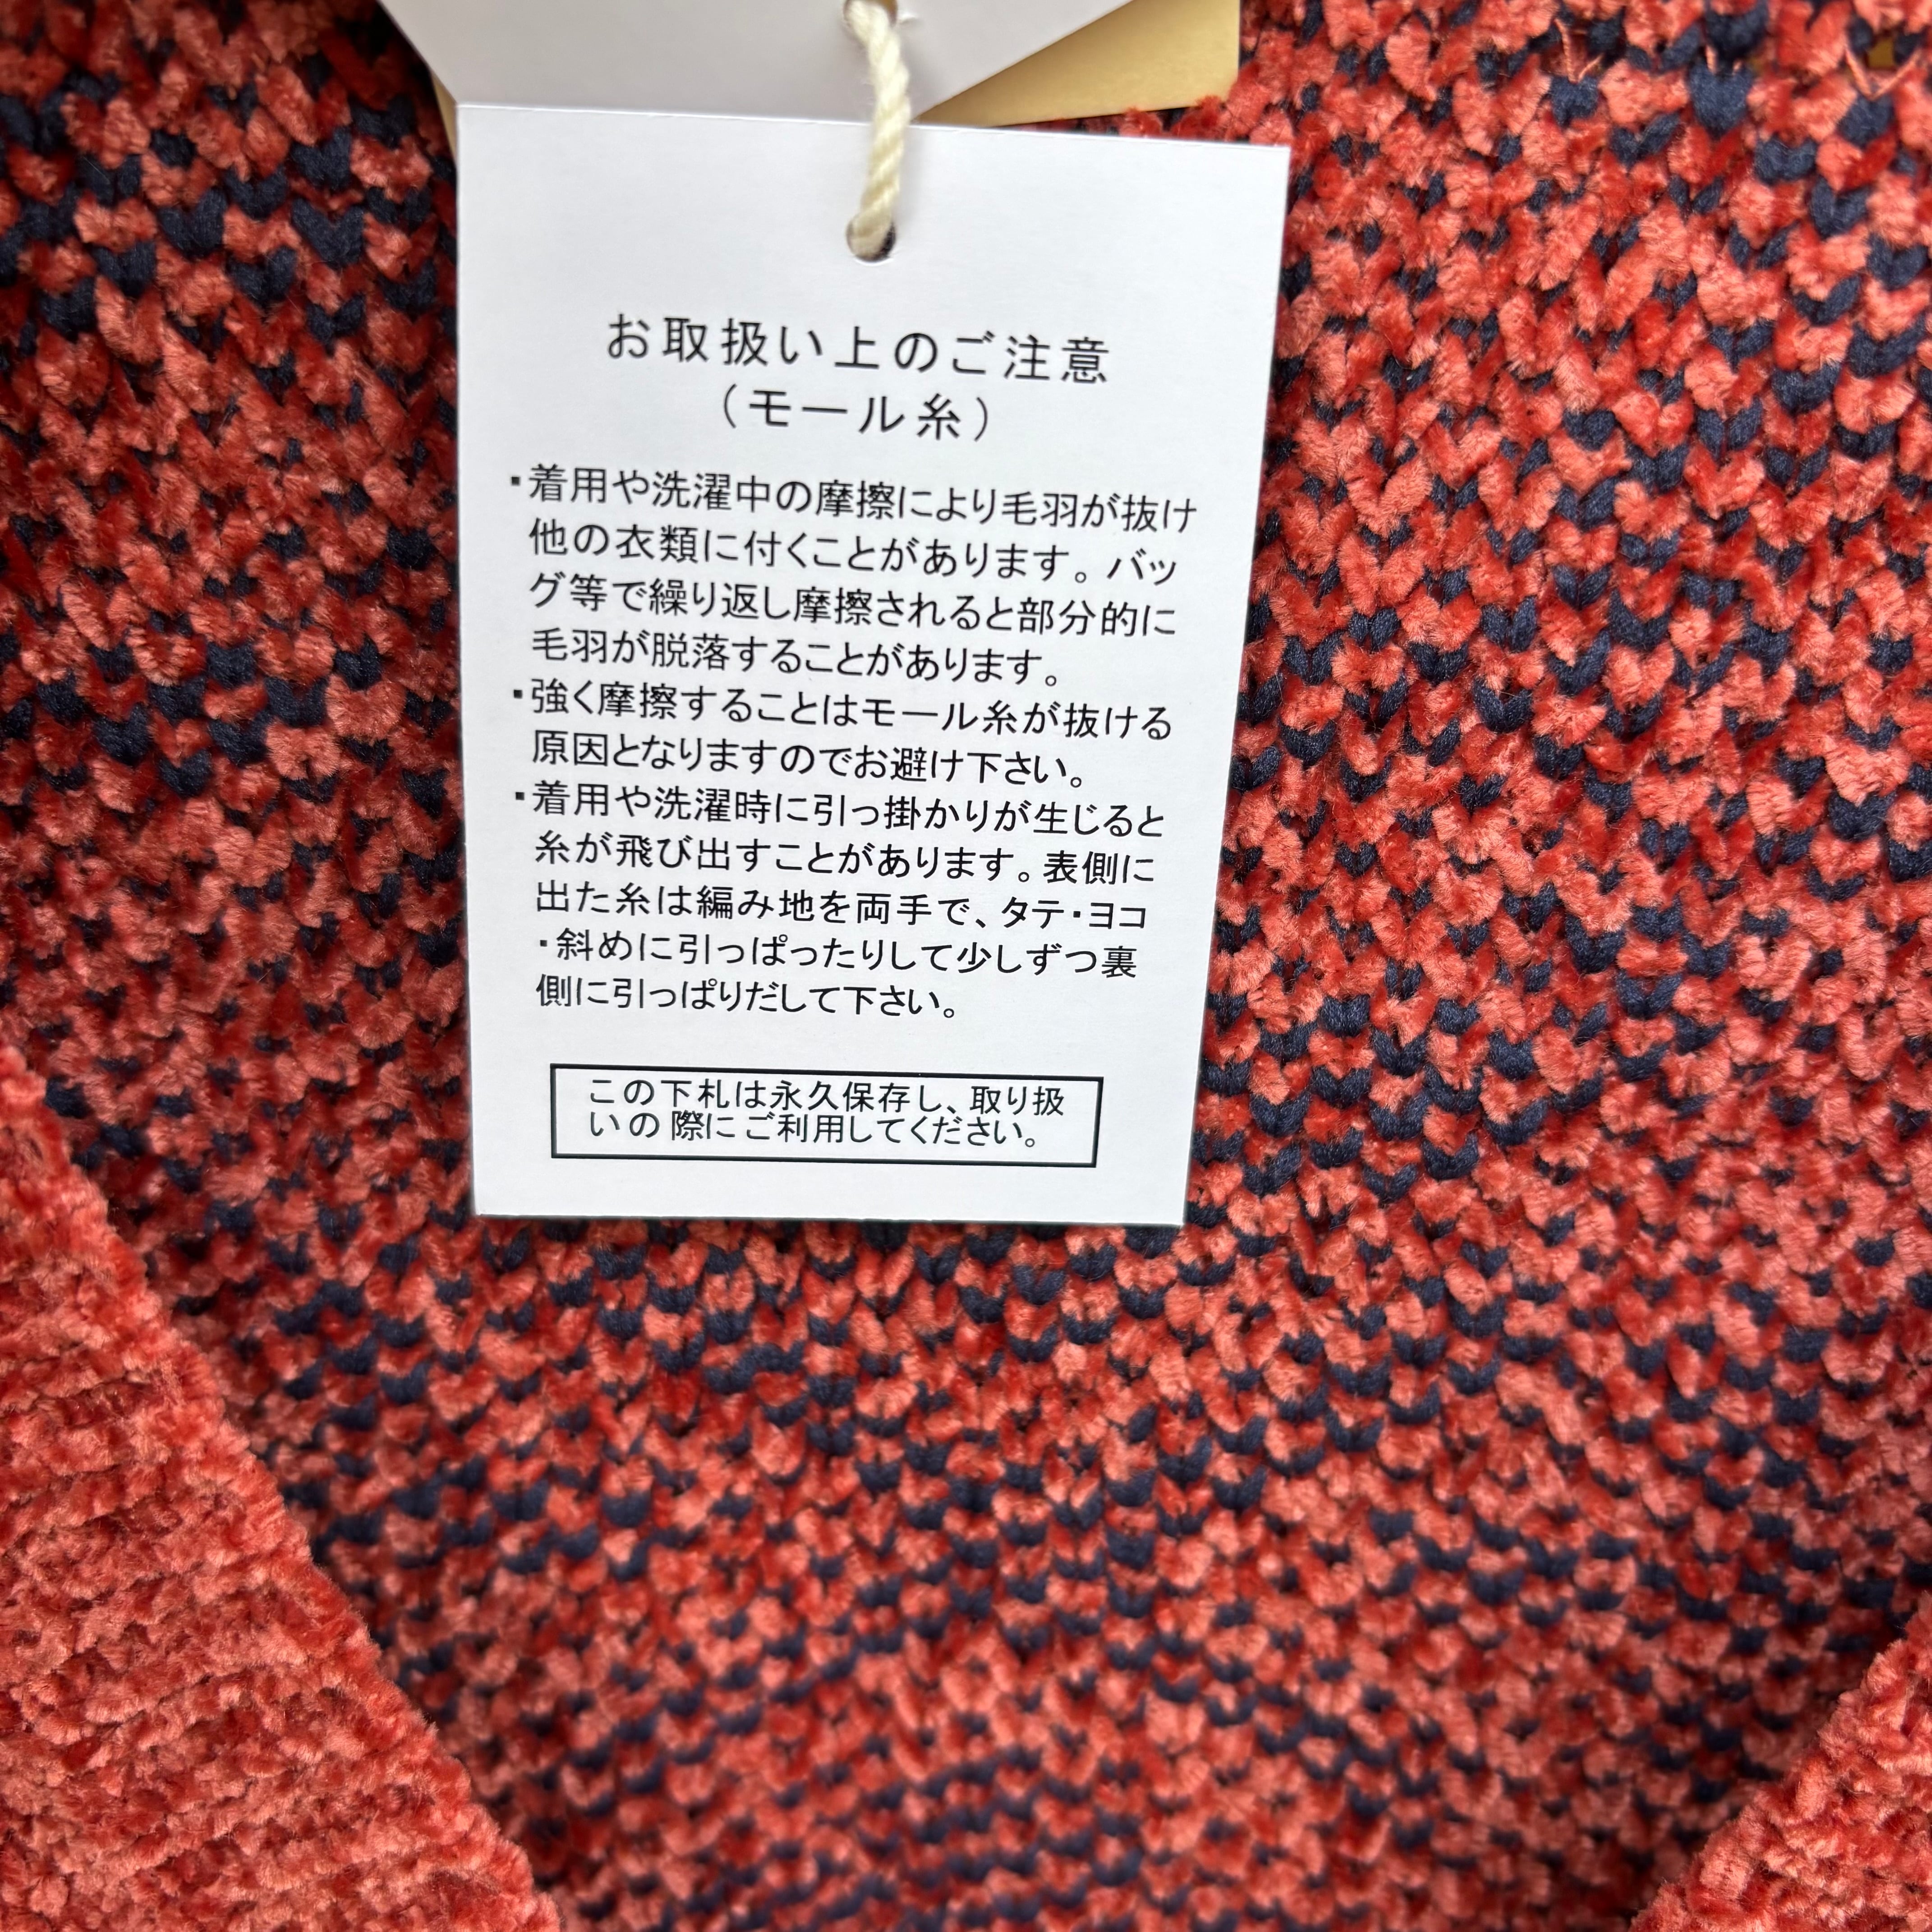 お取扱い上のご注意
（モール糸）
・着用や洗濯中の摩擦により毛羽が抜け
他の衣類に付くことがあります。バッ
グ等で繰り返し摩擦されると部分的に
毛羽が脱落することがあります。
・強く摩擦することはモール糸が抜ける
原因となりますのでお避け下さい。
・着用や洗濯時に引っ掛かりが生じると
糸が飛び出すことがあります。表側に
出た糸は編み地を両手で、タテ・ヨコ
・斜めに引っぱったりして少しずつ裏
側に引っぱりだして下さい。
この下札は永久保存し、取り扱
いの際にご利用してください。